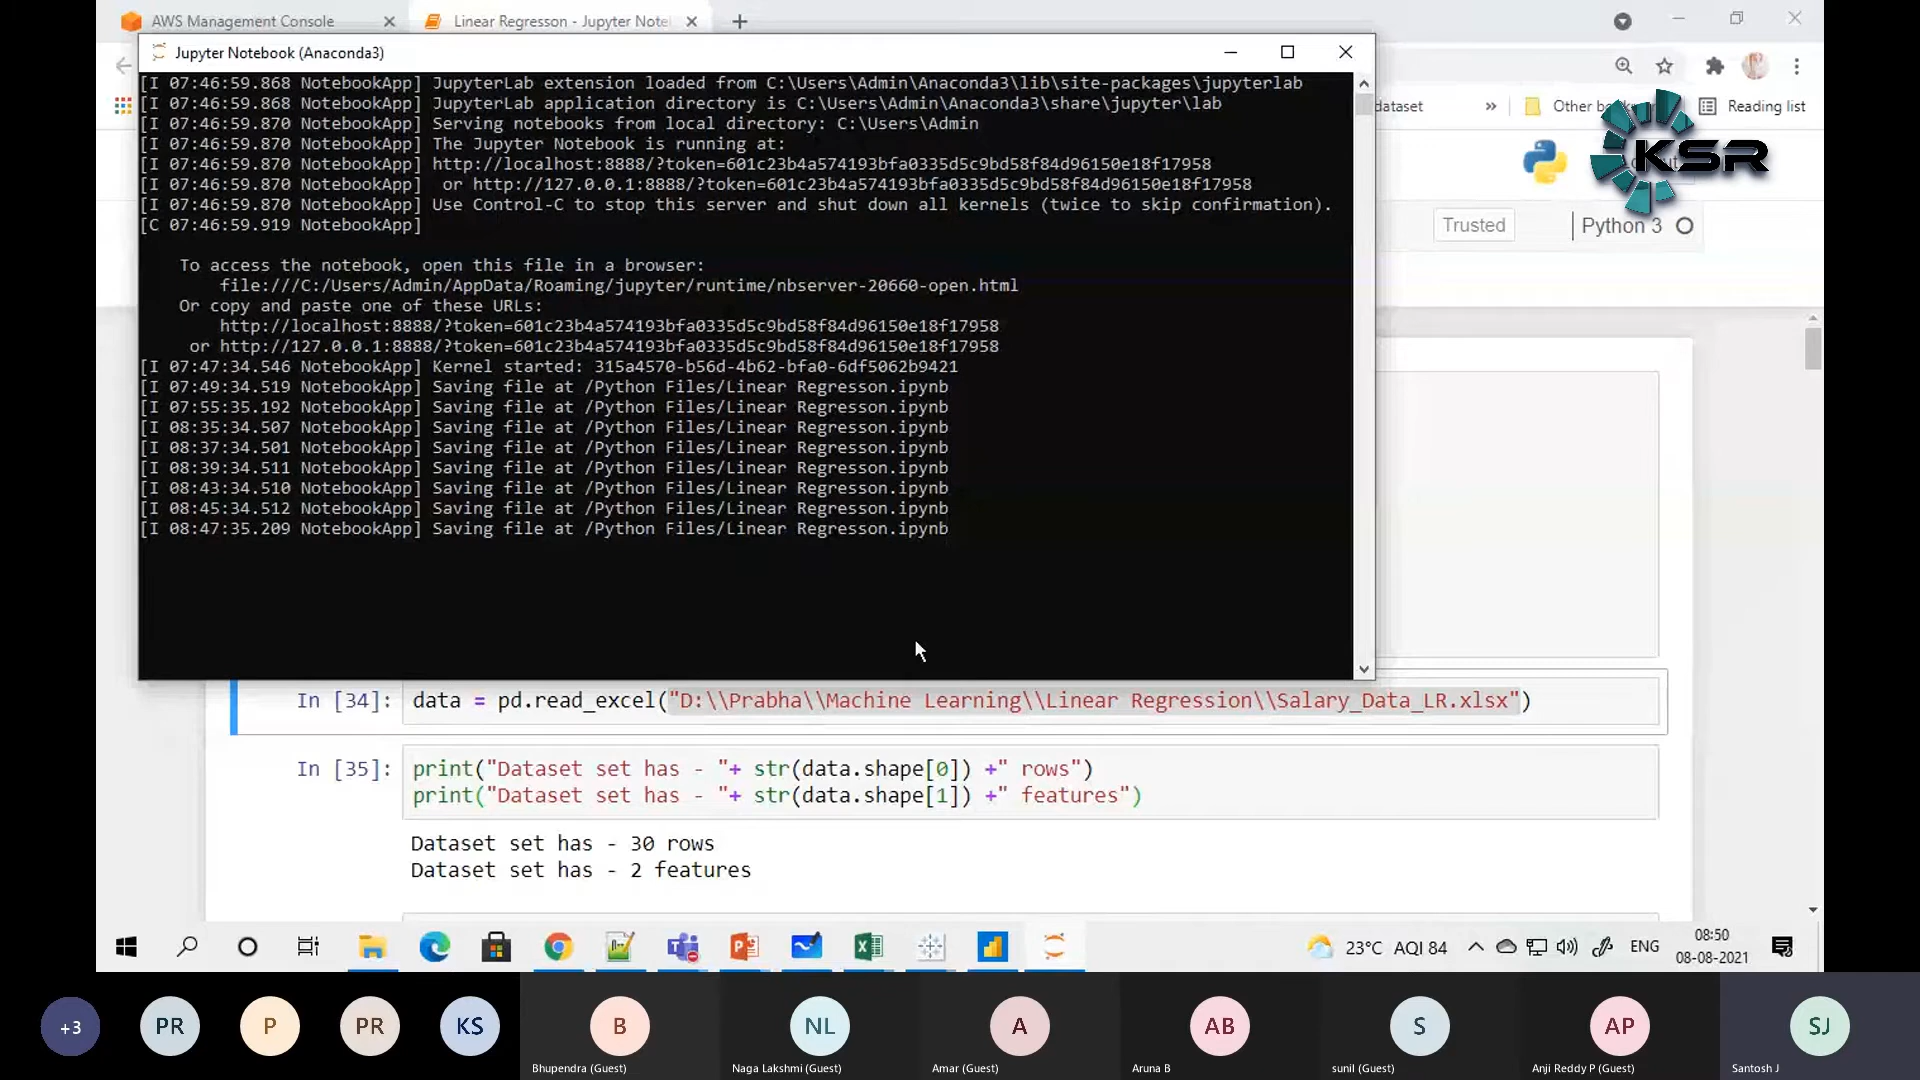 AWS Management Console
Linear Regresson - Jupyter Note
Jupyter Notebook (Anaconda3)
[I 07:46:59.868 NotebookApp] JupyterLab extension loaded from C:\Users\Admin\Anaconda3\lib\site-packages\jupyterlab
[I 07:46:59.868 NotebookApp] JupyterLab application directory is C:\Users\Admin\Anaconda3\share\jupyter\lab
[I 07:46:59.870 NotebookApp] Serving notebooks from local directory: C:\Users\Admin
[I 07:46:59.870 NotebookApp] The Jupyter Notebook is running at:
[I 07:46:59.870 NotebookApp] http://localhost:8888/?token=601c23b4a574193bfa0335d5c9bd58f84d96150e18f17958
[I 07:46:59.870 NotebookApp]  or http://127.0.0.1:8888/?token=601c23b4a574193bfa0335d5c9bd58f84d96150e18f17958
[I 07:46:59.870 NotebookApp] Use Control-C to stop this server and shut down all kernels (twice to skip confirmation).
[C 07:46:59.919 NotebookApp]
To access the notebook, open this file in a browser:
file:///C:/Users/Admin/AppData/Roaming/jupyter/runtime/nbserver-20660-open.html
Or copy and paste one of these URLs:
http://localhost:8888/?token=601c23b4a574193bfa0335d5c9bd58f84d96150e18f17958
or http://127.0.0.1:8888/?token=601c23b4a574193bfa0335d5c9bd58f84d96150e18f17958
[I 07:47:34.546 NotebookApp] Kernel started: 315a4570-b56d-4b62-bfa0-6df5062b9421
[I 07:49:34.519 NotebookApp] Saving file at /Python Files/Linear Regresson.ipynb
[I 07:55:35.192 NotebookApp] Saving file at /Python Files/Linear Regresson.ipynb
[I 08:35:34.507 NotebookApp] Saving file at /Python Files/Linear Regresson.ipynb
[I 08:37:34.501 NotebookApp] Saving file at /Python Files/Linear Regresson.ipynb
[I 08:39:34.511 NotebookApp] Saving file at /Python Files/Linear Regresson.ipynb
[I 08:43:34.510 NotebookApp] Saving file at /Python Files/Linear Regresson.ipynb
[I 08:45:34.512 NotebookApp] Saving file at /Python Files/Linear Regresson.ipynb
[I 08:47:35.209 NotebookApp] Saving file at /Python Files/Linear Regresson.ipynb
dataset » Other Reading list
KSR
Trusted Python 3
In [34]: data = pd.read_excel("D:\\Prabha\\Machine Learning\\Linear Regression\\Salary_Data_LR.xlsx")
In [35]: print("Dataset set has - "+ str(data.shape[0]) +" rows")
print("Dataset set has - "+ str(data.shape[1]) +" features")
Dataset set has - 30 rows
Dataset set has - 2 features
23°C AQI 84 ENG
08:50
08-08-2021
+3 PR P PR KS B NL A AB S AP SJ
Bhupendra (Guest) Naga Lakshmi (Guest) Amar (Guest) Aruna B sunil (Guest) Anji Reddy P (Guest) Santosh J